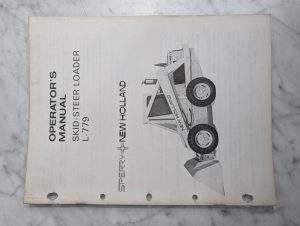 OPERATOR'S
MANUAL
SKID-STEER LOADER
L-779
SPERRY NEW HOLLAND